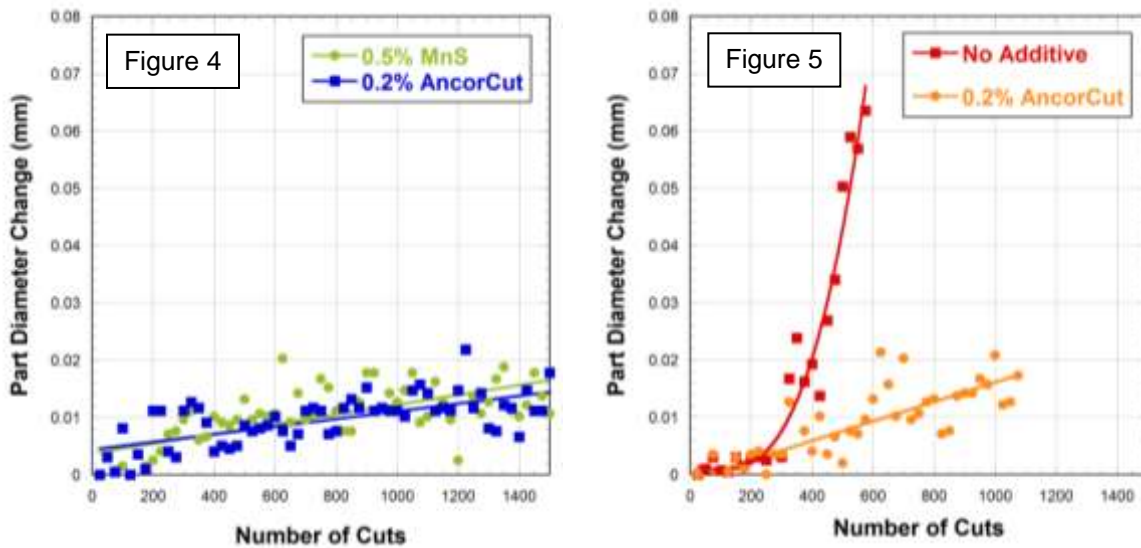 Figure 4
0.5% MnS
0.2% AncorCut
Part Diameter Change (mm)
0.08
0.07
0.06
0.05
0.04
0.03
0.02
0.01
0
0 200 400 600 800 1000 1200 1400
Number of Cuts
Figure 5
No Additive
0.2% AncorCut
Part Diameter Change (mm)
0.08
0.07
0.06
0.05
0.04
0.03
0.02
0.01
0
0 200 400 600 800 1000 1200 1400
Number of Cuts